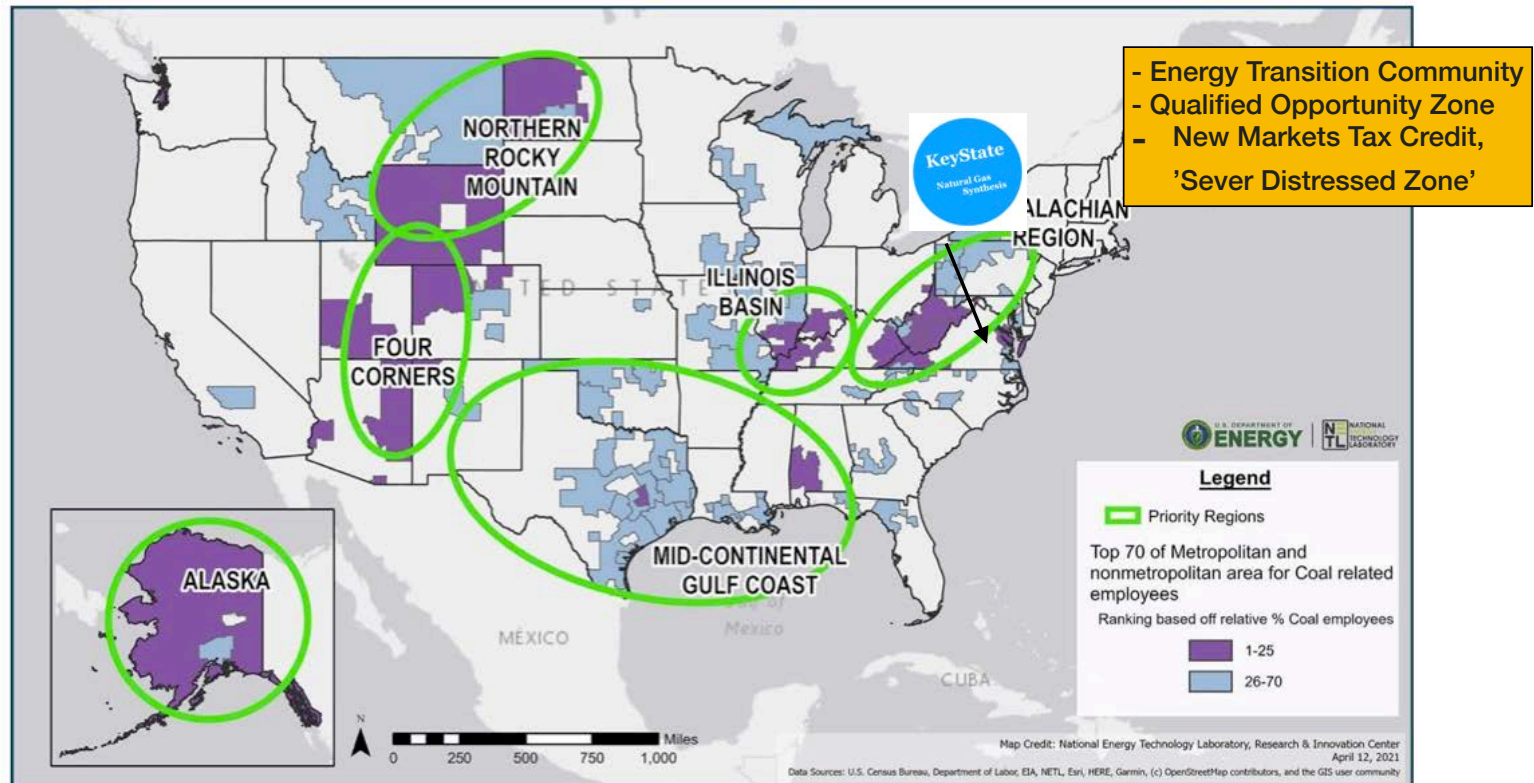 - Energy Transition Community
- Qualified Opportunity Zone
- New Markets Tax Credit,
’Sever Distressed Zone’
KeyState
Natural Gas
Synthesis
NORTHERN
ROCKY
MOUNTAIN
ALACHIAN
REGION
ILLINOIS
BASIN
NITED STATE
FOUR
CORNERS
MID-CONTINENTAL
GULF COAST
Mexico
MÉXICO
CUBA
ALASKA
U.S. DEPARTMENT OF
ENERGY
NETL
NATIONAL
TECHNOLOGY
LABORATORY
Legend
Priority Regions
Top 70 of Metropolitan and
nonmetropolitan area for Coal related
employees
Ranking based off relative % Coal employees
1-25
26-70
N
Miles
0 250 500 750 1,000
Map Credit: National Energy Technology Laboratory, Research & Innovation Center
April 12, 2021
Data Sources: U.S. Census Bureau, Department of Labor, EIA, NETL, Esri, HERE, Garmin, (c) OpenStreetMap contributors, and the GIS user community